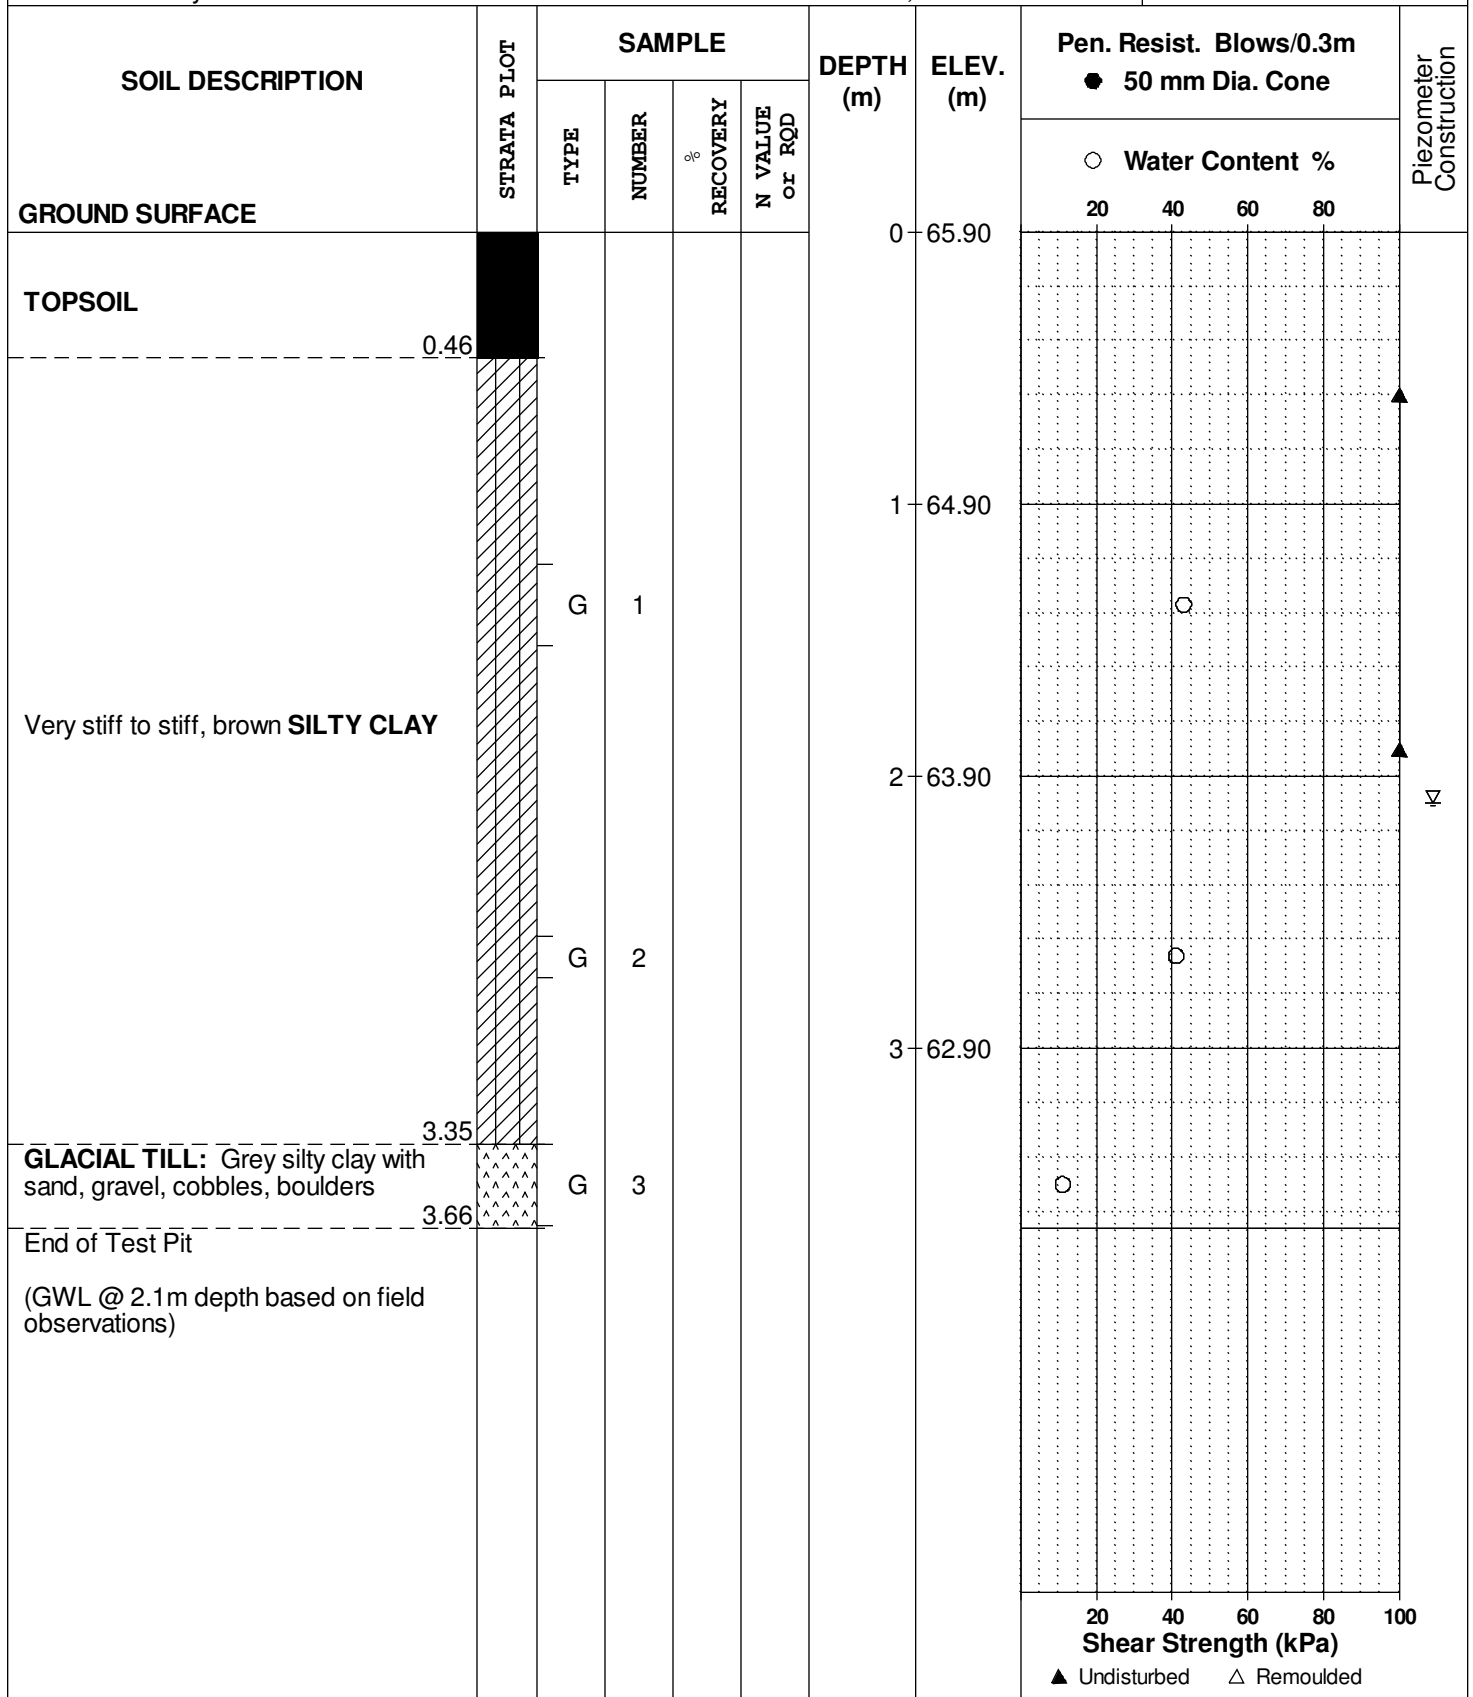 SOIL DESCRIPTION
GROUND SURFACE
STRATA PLOT
SAMPLE
TYPE
NUMBER
%
RECOVERY
N VALUE
or RQD
DEPTH
(m)
ELEV.
(m)
Pen. Resist. Blows/0.3m
● 50 mm Dia. Cone
○ Water Content %
20 40 60 80
Piezometer
Construction
0 65.90
TOPSOIL
0.46
1 64.90
G 1
Very stiff to stiff, brown SILTY CLAY
2 63.90
G 2
3 62.90
3.35
GLACIAL TILL: Grey silty clay with
sand, gravel, cobbles, boulders
G 3
3.66
End of Test Pit
(GWL @ 2.1m depth based on field
observations)
20 40 60 80 100
Shear Strength (kPa)
▲ Undisturbed △ Remoulded